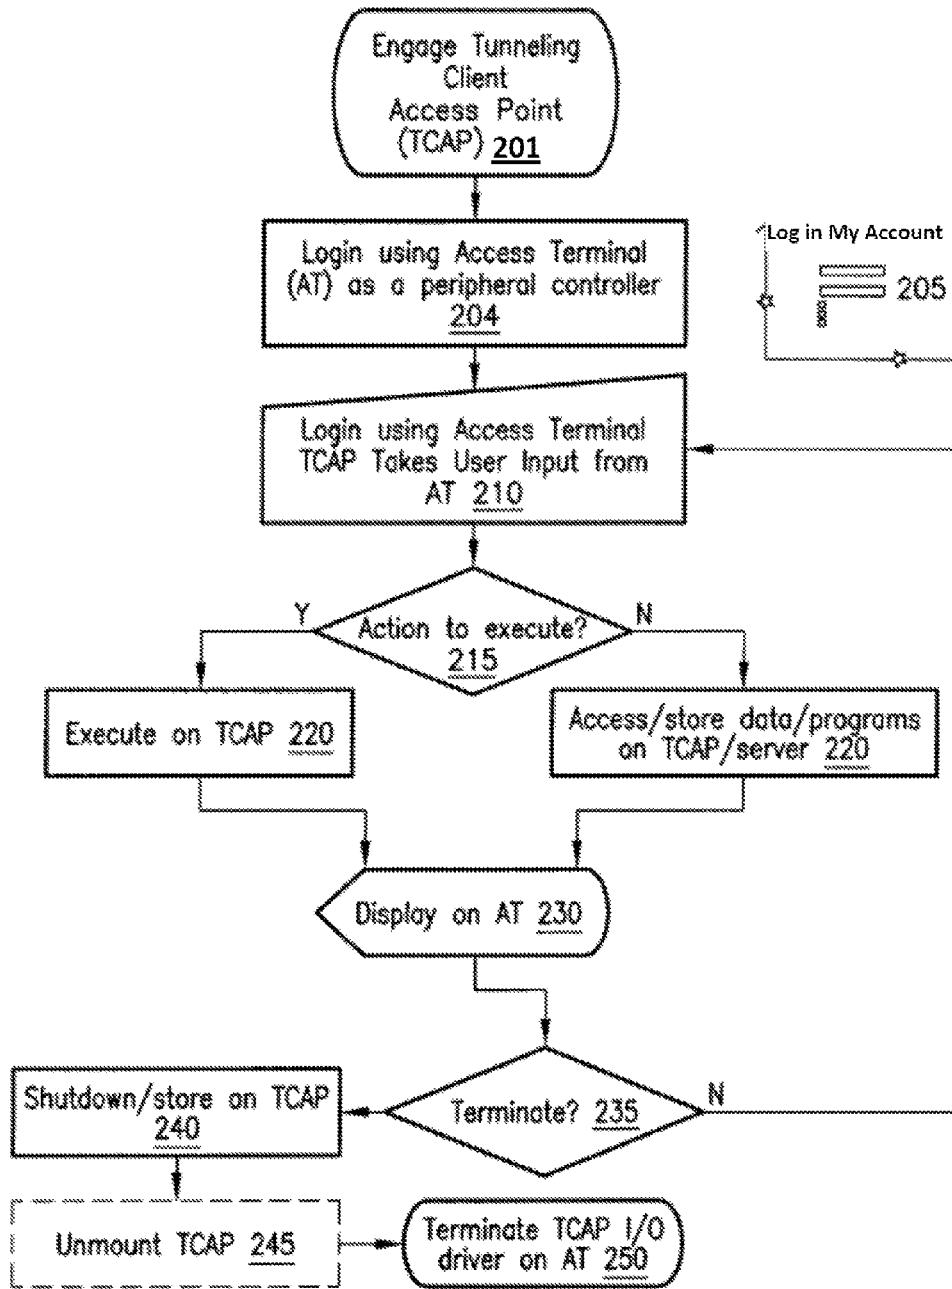 Engage Tunneling
Client
Access Point
(TCAP) 201
Login using Access Terminal
(AT) as a peripheral controller
204
Log in My Account
205
Login using Access Terminal
TCAP Takes User Input from
AT 210
Y
N
Action to execute?
215
Execute on TCAP 220
Access/store data/programs
on TCAP/server 220
Display on AT 230
Shutdown/store on TCAP
240
Terminate? 235
N
Unmount TCAP 245
Terminate TCAP I/O
driver on AT 250